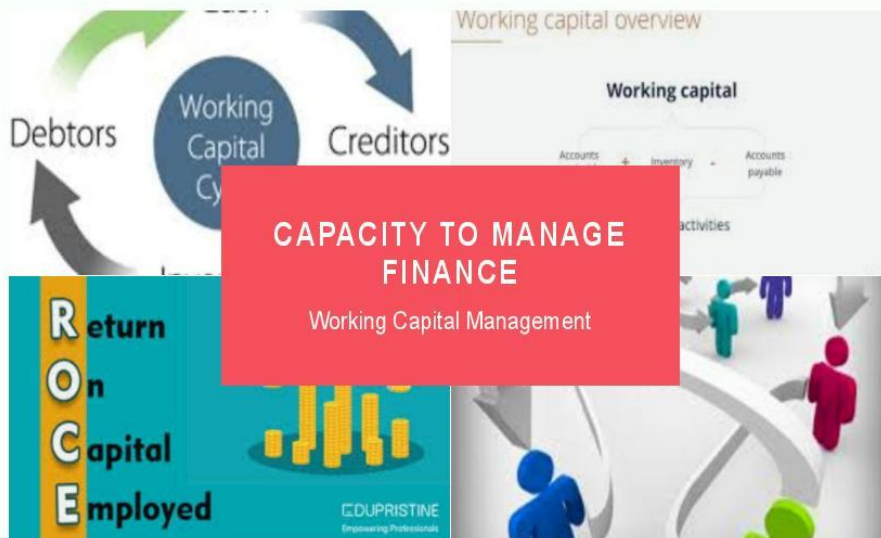 Debtors
Working
Capital
Creditors
Working capital overview
Working capital
Accounts
+ Inventory - Accounts
payable
activities
CAPACITY TO MANAGE
FINANCE
Working Capital Management
Return
On
Capital
Employed
EDUPRISTINE
Empowering Professionals